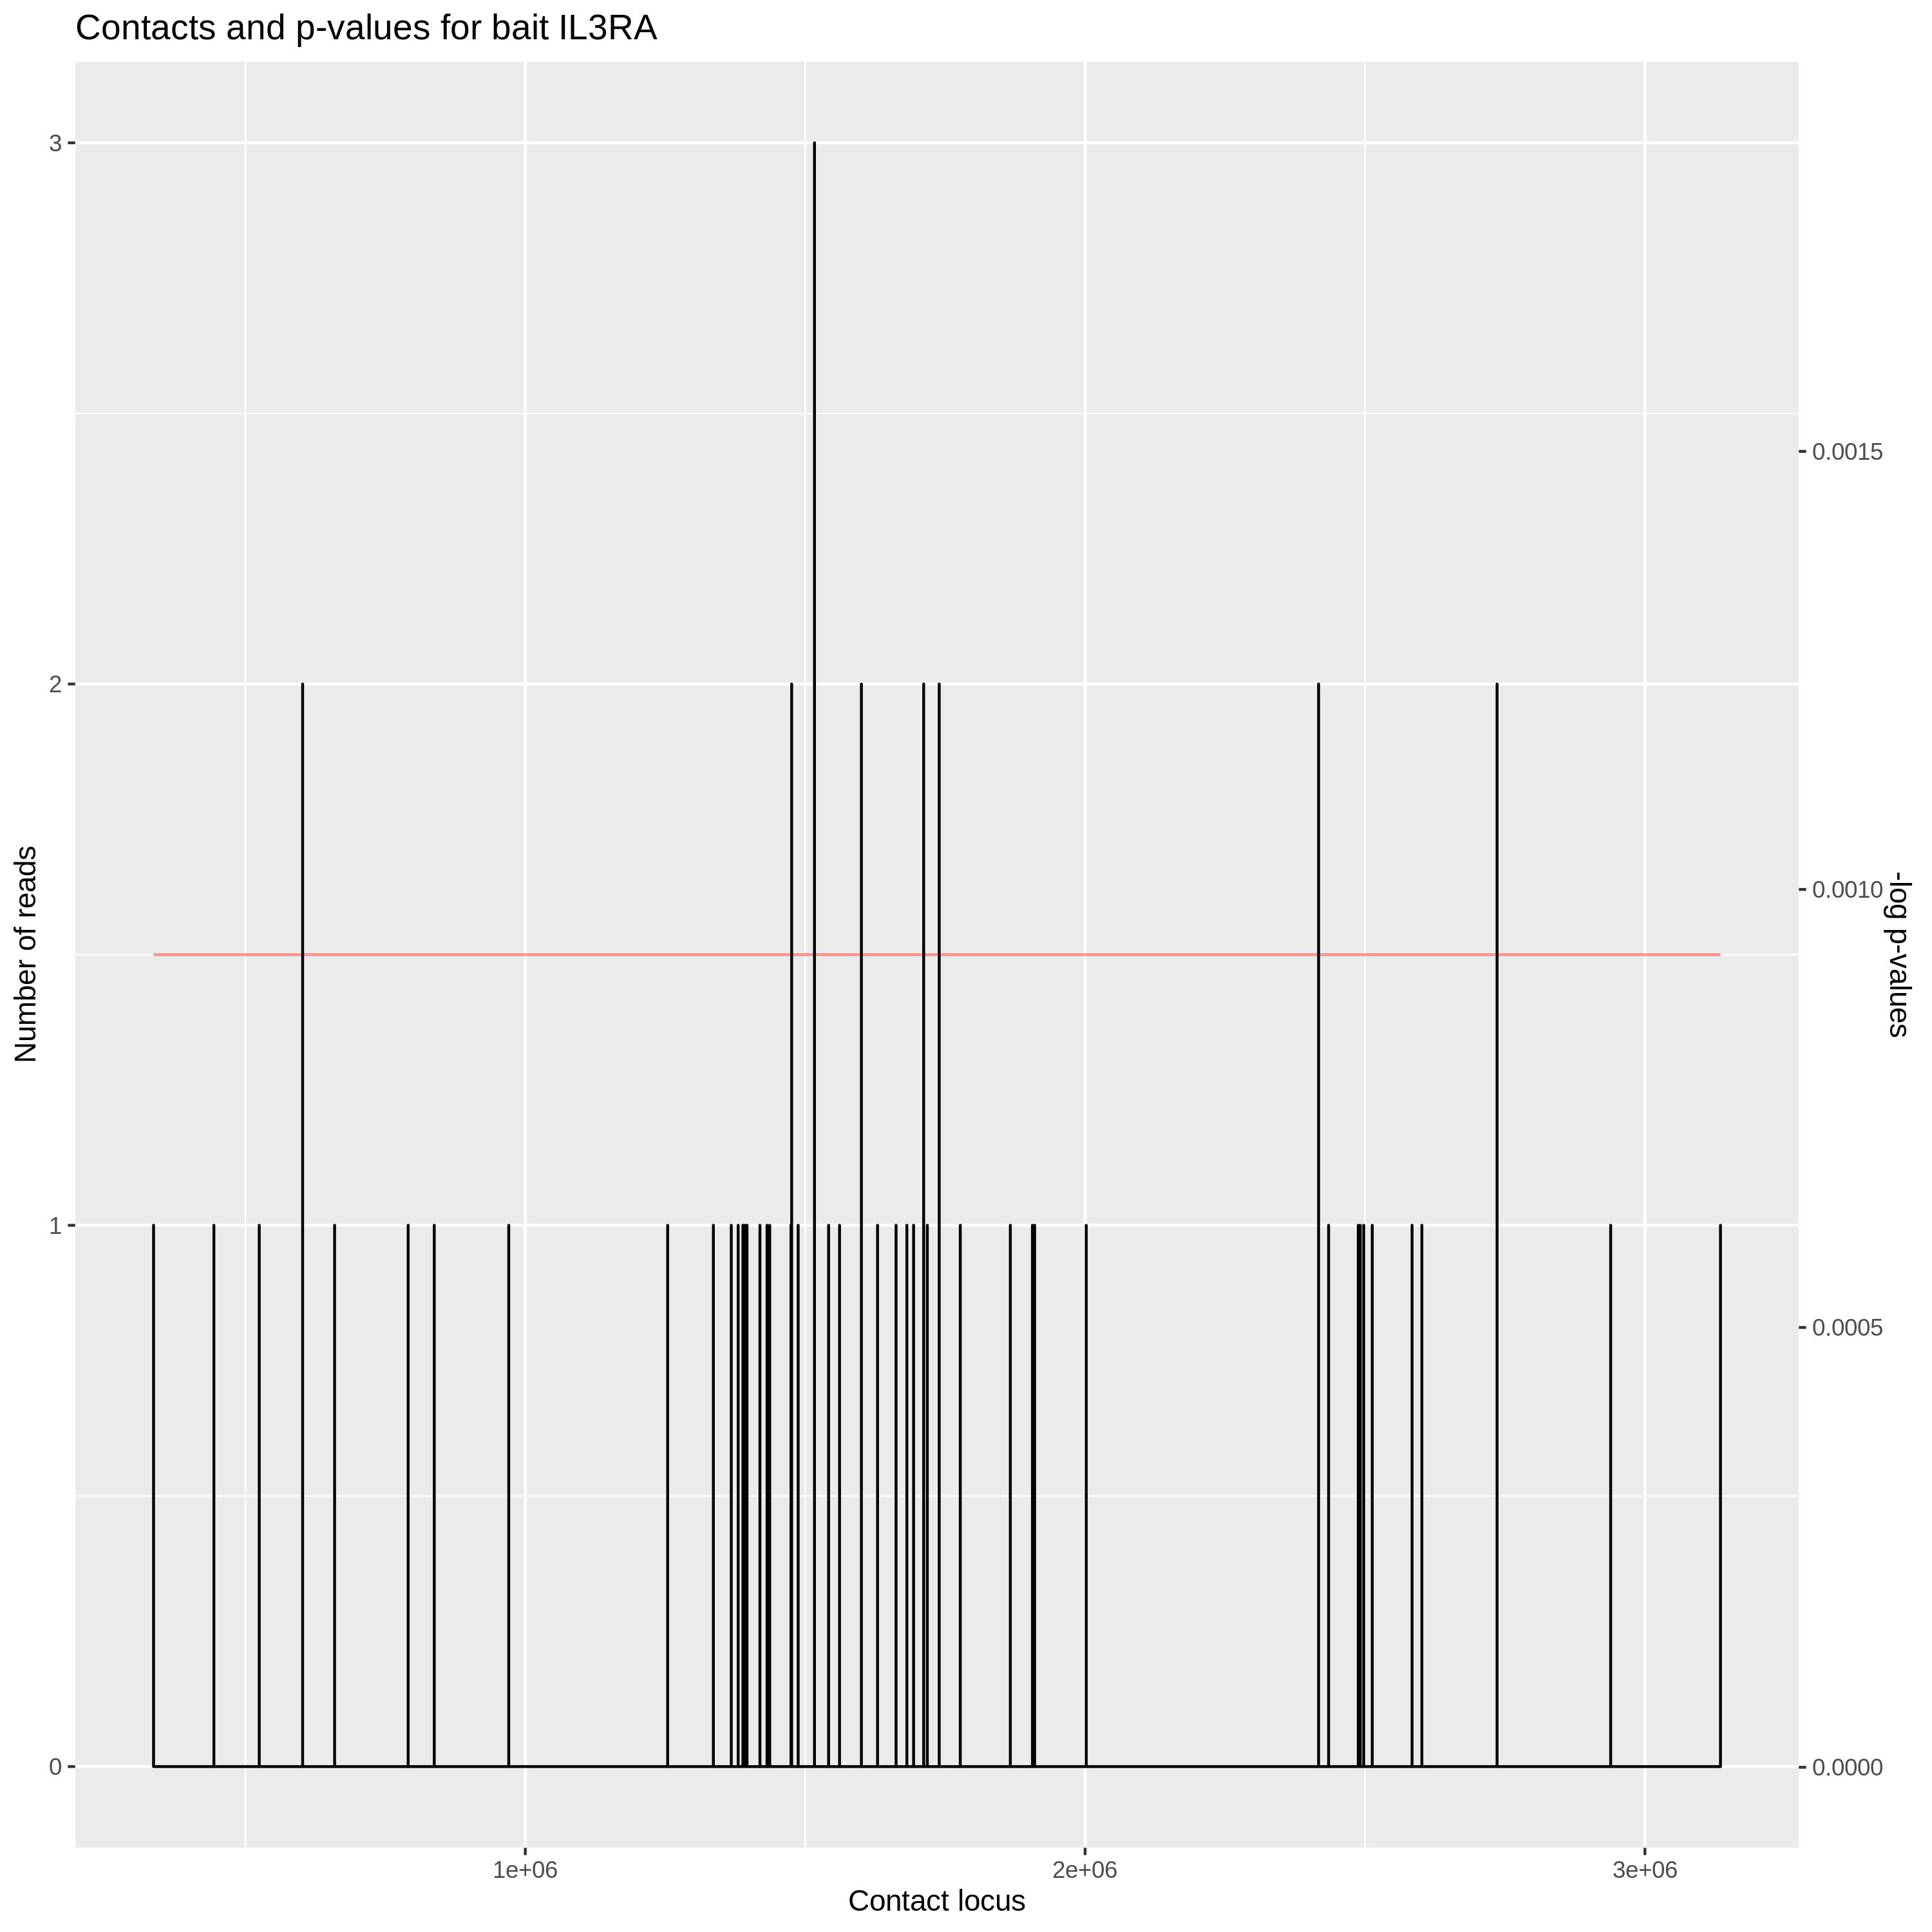 Contacts and p-values for bait IL3RA
3
2
1
0
Number of reads
0.0015
0.0010
0.0005
0.0000
-log p-values
1e+06
2e+06
3e+06
Contact locus